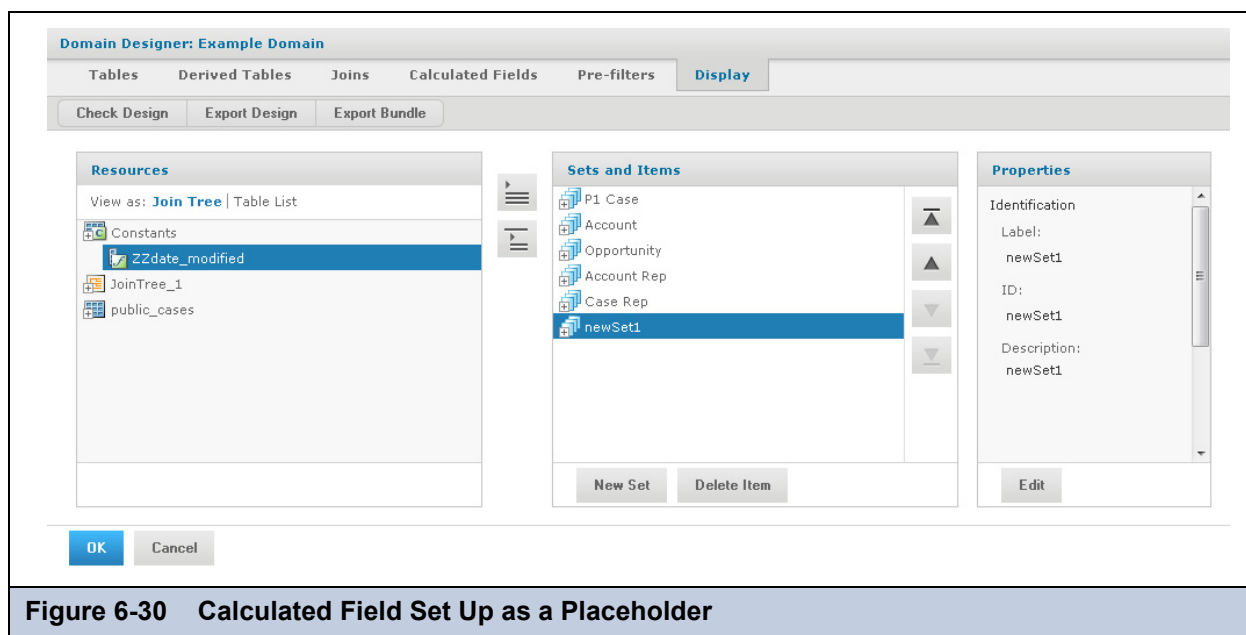 Domain Designer: Example Domain
Tables Derived Tables Joins Calculated Fields Pre-filters Display
Check Design Export Design Export Bundle
Resources
View as: Join Tree | Table List
Constants
ZZdate_modified
JoinTree_1
public_cases
Sets and Items
P1 Case
Account
Opportunity
Account Rep
Case Rep
newSet1
New Set Delete Item
Properties
Identification
Label:
newSet1
ID:
newSet1
Description:
newSet1
Edit
OK Cancel
Figure 6-30 Calculated Field Set Up as a Placeholder